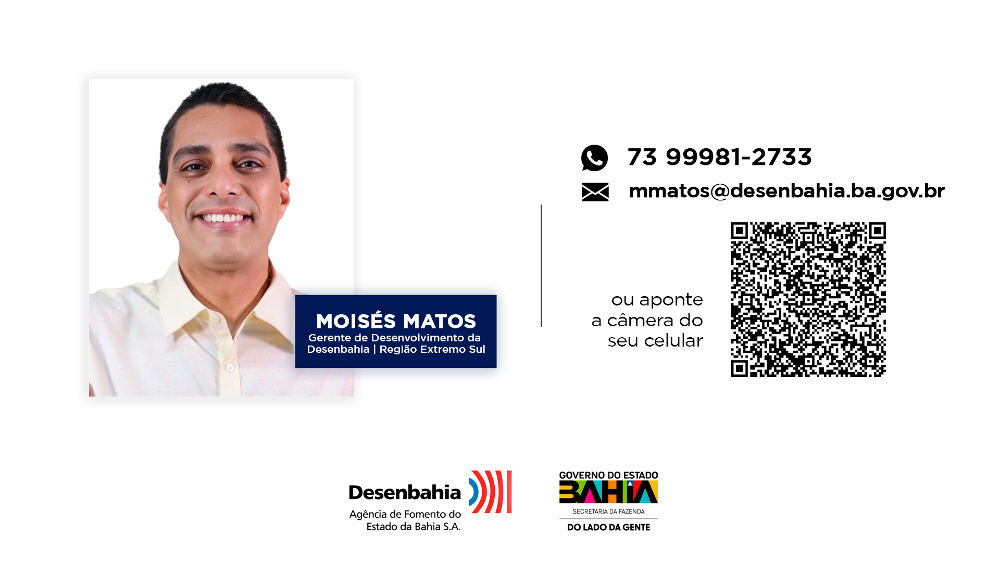 MOISÉS MATOS
Gerente de Desenvolvimento da
Desenbahia | Região Extremo Sul
73 99981-2733
mmatos@desenbahia.ba.gov.br
ou aponte
a câmera do
seu celular
Desenbahia
Agência de Fomento do
Estado da Bahia S.A.
GOVERNO DO ESTADO
BAHIA
SECRETARIA DA FAZENDA
DO LADO DA GENTE